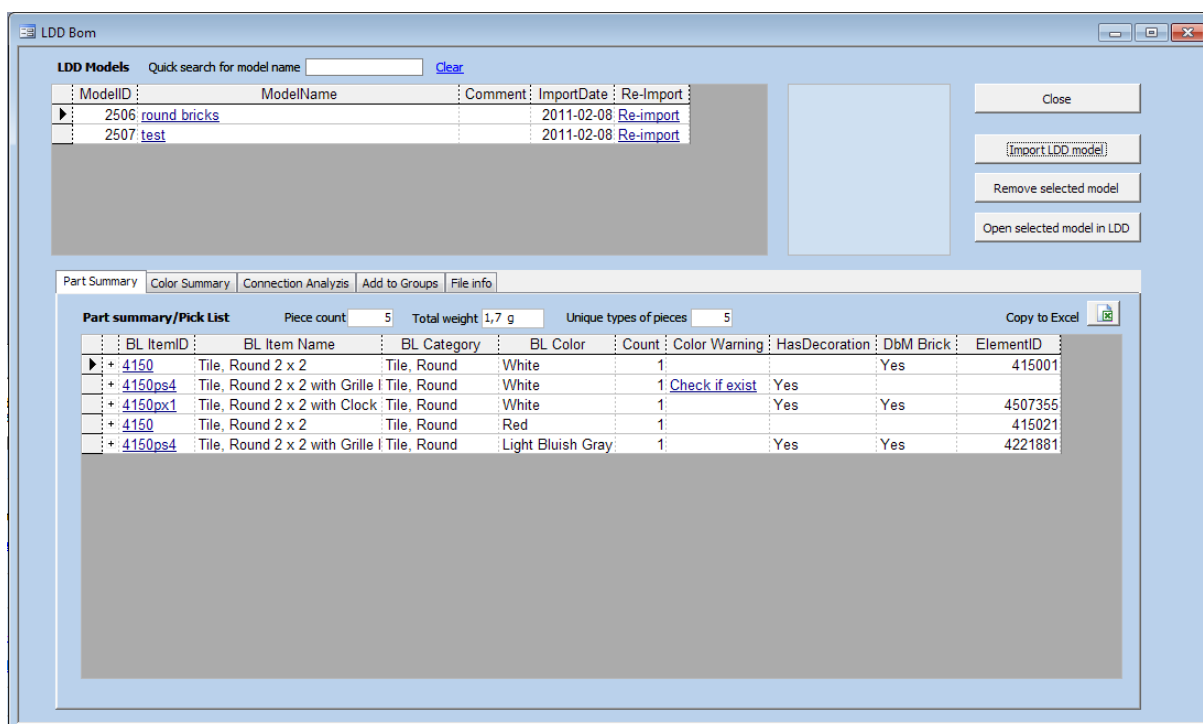 LDD Bom
LDD Models Quick search for model name Clear
ModelID ModelName Comment ImportDate Re-Import
2506 round bricks 2011-02-08 Re-import
2507 test 2011-02-08 Re-import
Close
Import LDD model
Remove selected model
Open selected model in LDD
Part Summary Color Summary Connection Analyzis Add to Groups File info
Part summary/Pick List Piece count 5 Total weight 1,7 g Unique types of pieces 5 Copy to Excel
BL ItemID BL Item Name BL Category BL Color Count Color Warning HasDecoration DbM Brick ElementID
+ 4150 Tile, Round 2 x 2 Tile, Round White 1 Yes 415001
+ 4150ps4 Tile, Round 2 x 2 with Grille Tile, Round White 1 Check if exist Yes
+ 4150px1 Tile, Round 2 x 2 with Clock Tile, Round White 1 Yes Yes 4507355
+ 4150 Tile, Round 2 x 2 Tile, Round Red 1 415021
+ 4150ps4 Tile, Round 2 x 2 with Grille Tile, Round Light Bluish Gray 1 Yes Yes 4221881